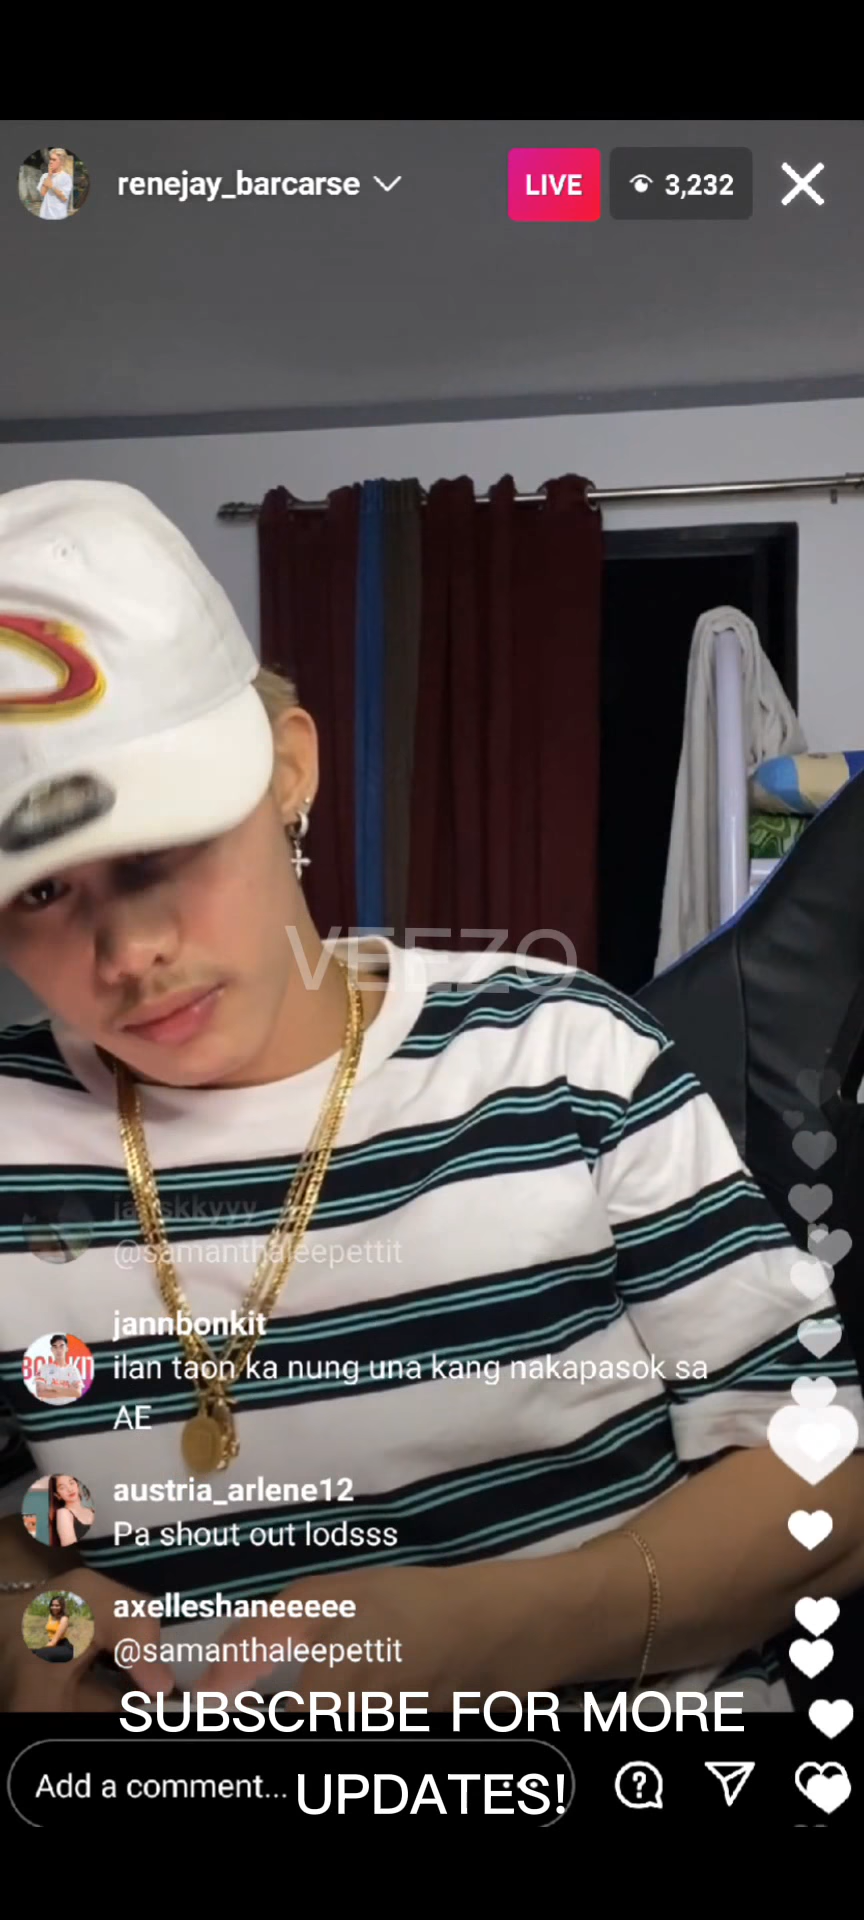 renejay_barcarse
LIVE
3,232
VEEZO
@samanthaleepettit
jannbonkit
ilan taon ka nung una kang nakapasok sa
AE
austria_arlene12
Pa shout out lodsss
axelleshaneeeee
@samanthaleepettit
SUBSCRIBE FOR MORE
Add a comment...
UPDATES!